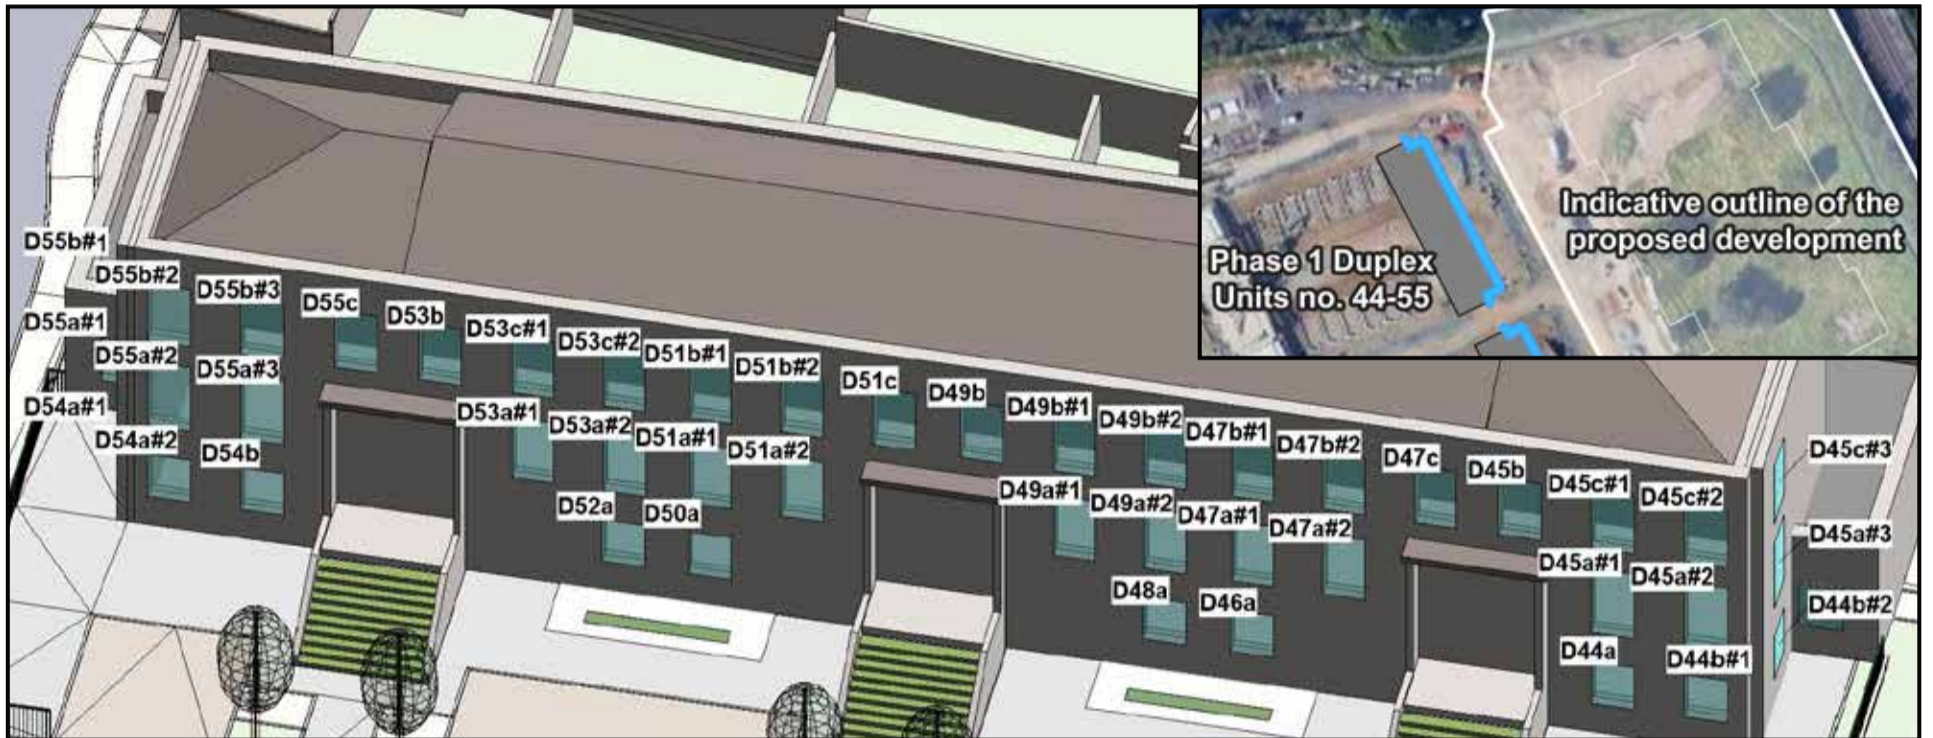 D55b#1
D55b#2
D55b#3
D55c
D53b
D53c#1
D53c#2
D51b#1
D51b#2
D51c
D49b
D49b#1
D49b#2
D47b#1
D47b#2
D47c
D45b
D45c#1
D45c#2
D45c#3
D55a#1
D55a#2
D55a#3
D53a#1
D53a#2
D51a#1
D51a#2
D49a#1
D49a#2
D47a#1
D47a#2
D45a#1
D45a#2
D45a#3
D54a#1
D54a#2
D54b
D52a
D50a
D48a
D46a
D44a
D44b#1
D44b#2
Phase 1 Duplex
Units no. 44-55
Indicative outline of the
proposed development